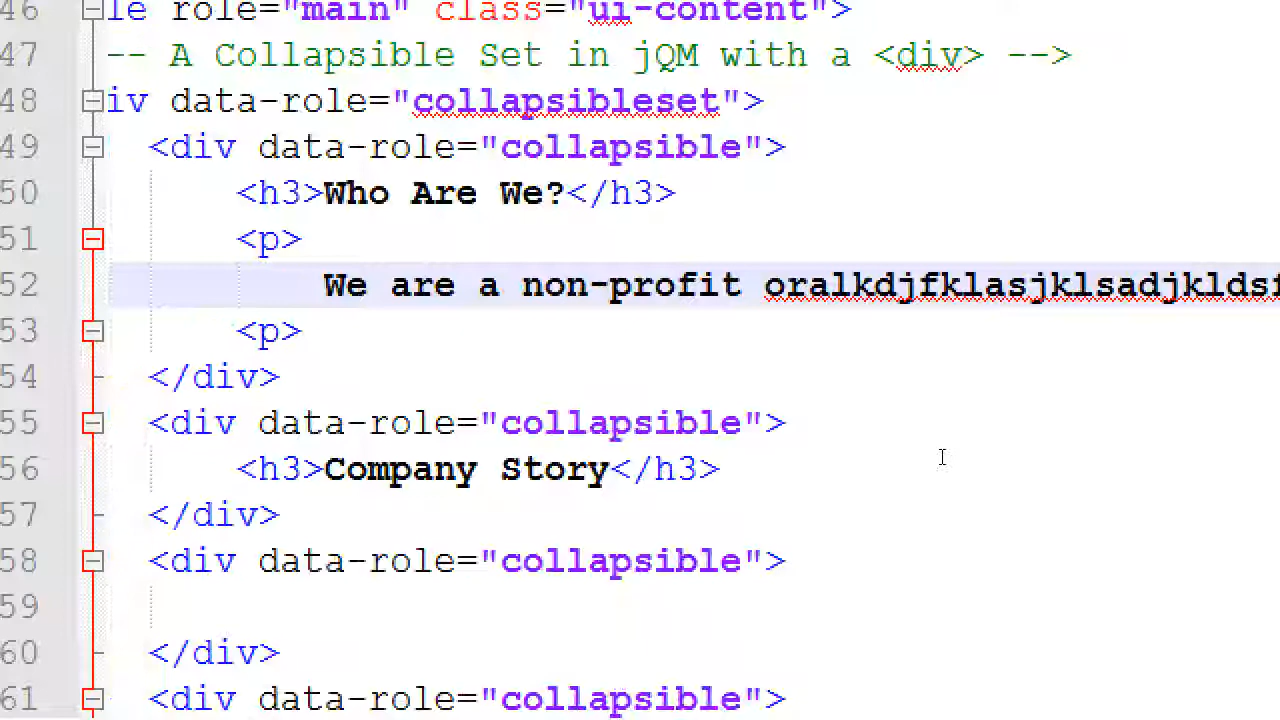 46 le role="main" class="ui-content">
47 -- A Collapsible Set in jQM with a <div> -->
48 iv data-role="collapsibleset">
49 <div data-role="collapsible">
50 <h3>Who Are We?</h3>
51 <p>
52 We are a non-profit oralkdjfklasjklsadjkldsf
53 <p>
54 </div>
55 <div data-role="collapsible">
56 <h3>Company Story</h3>
57 </div>
58 <div data-role="collapsible">
59
60 </div>
61 <div data-role="collapsible">